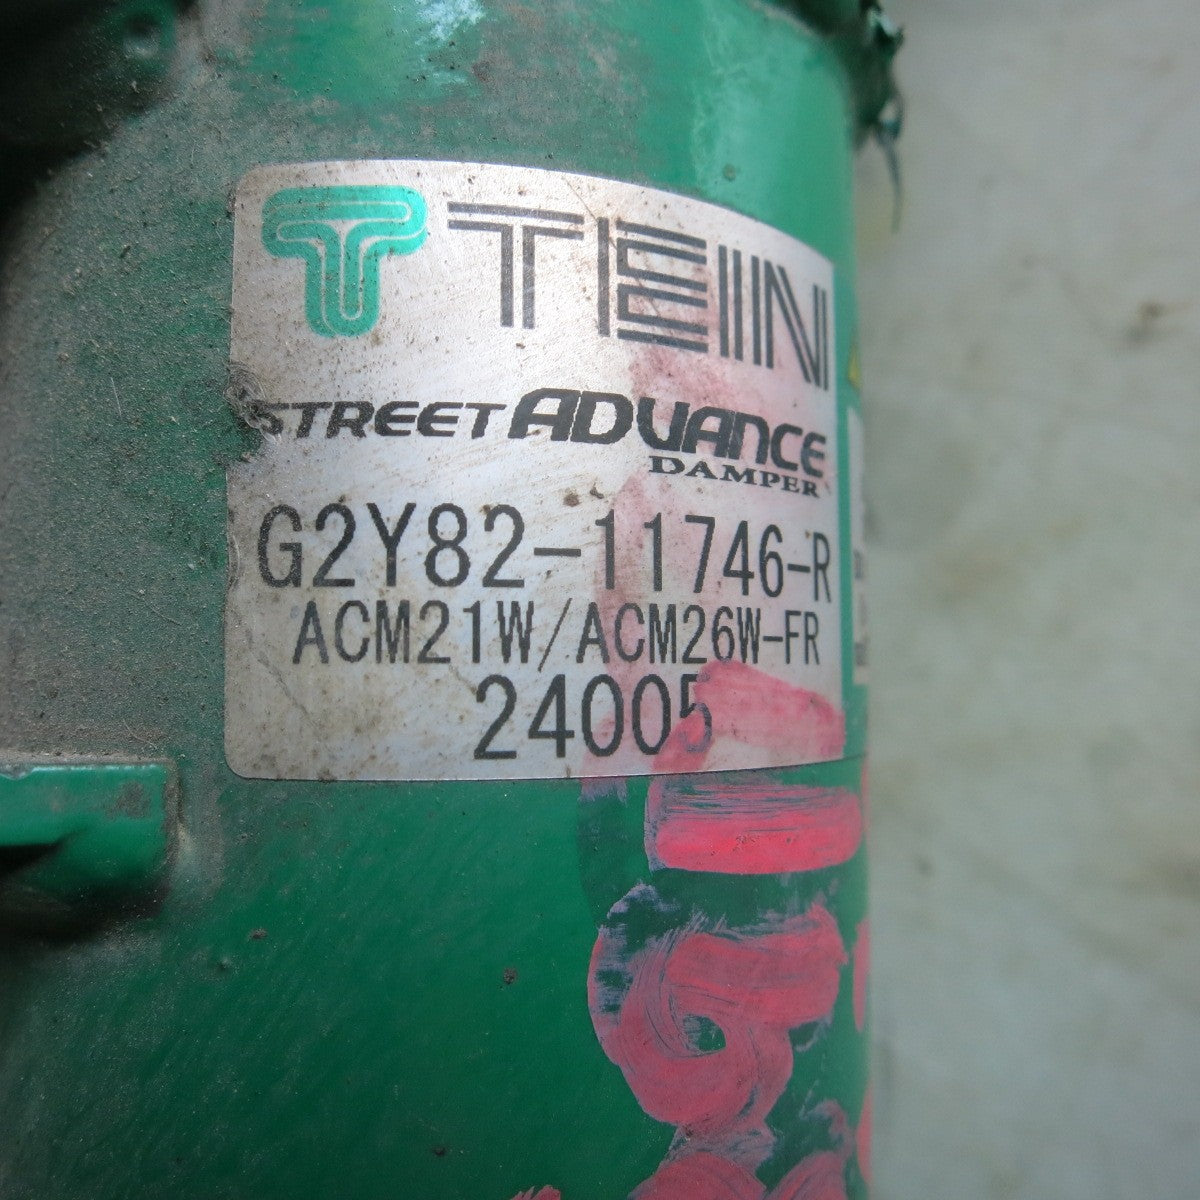 TEIN
STREET ADVANCE
DAMPER
G2Y82-11746-R
ACM21W/ACM26W-FR
24005